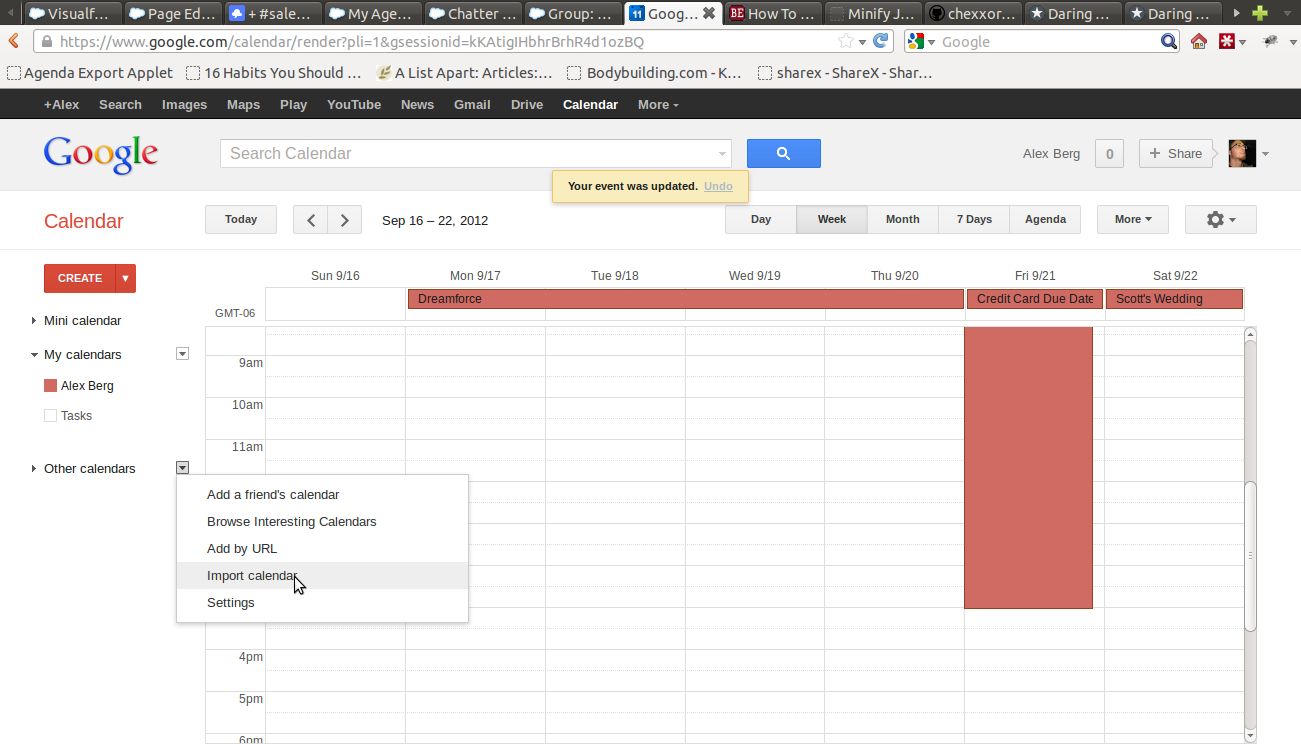 Visualf... Page Ed... + #sale... My Age... Chatter ... Group: ... Goog... BE How To ... Minify J... chexxor... Daring ... Daring ...
https://www.google.com/calendar/render?pli=1&gsessionid=kKAtigIHbhrBrhR4d1ozBQ Google
Agenda Export Applet 16 Habits You Should ... A List Apart: Articles:... Bodybuilding.com - K... sharex - ShareX - Shar...
+Alex Search Images Maps Play YouTube News Gmail Drive Calendar More
Google Search Calendar Alex Berg 0 + Share
Your event was updated. Undo
Calendar Today Sep 16 – 22, 2012 Day Week Month 7 Days Agenda More
CREATE
Sun 9/16 Mon 9/17 Tue 9/18 Wed 9/19 Thu 9/20 Fri 9/21 Sat 9/22
Dreamforce Credit Card Due Date Scott's Wedding
GMT-06
Mini calendar
My calendars
Alex Berg
Tasks
Other calendars
9am
10am
11am
Add a friend's calendar
Browse Interesting Calendars
Add by URL
Import calendar
Settings
4pm
5pm
6pm